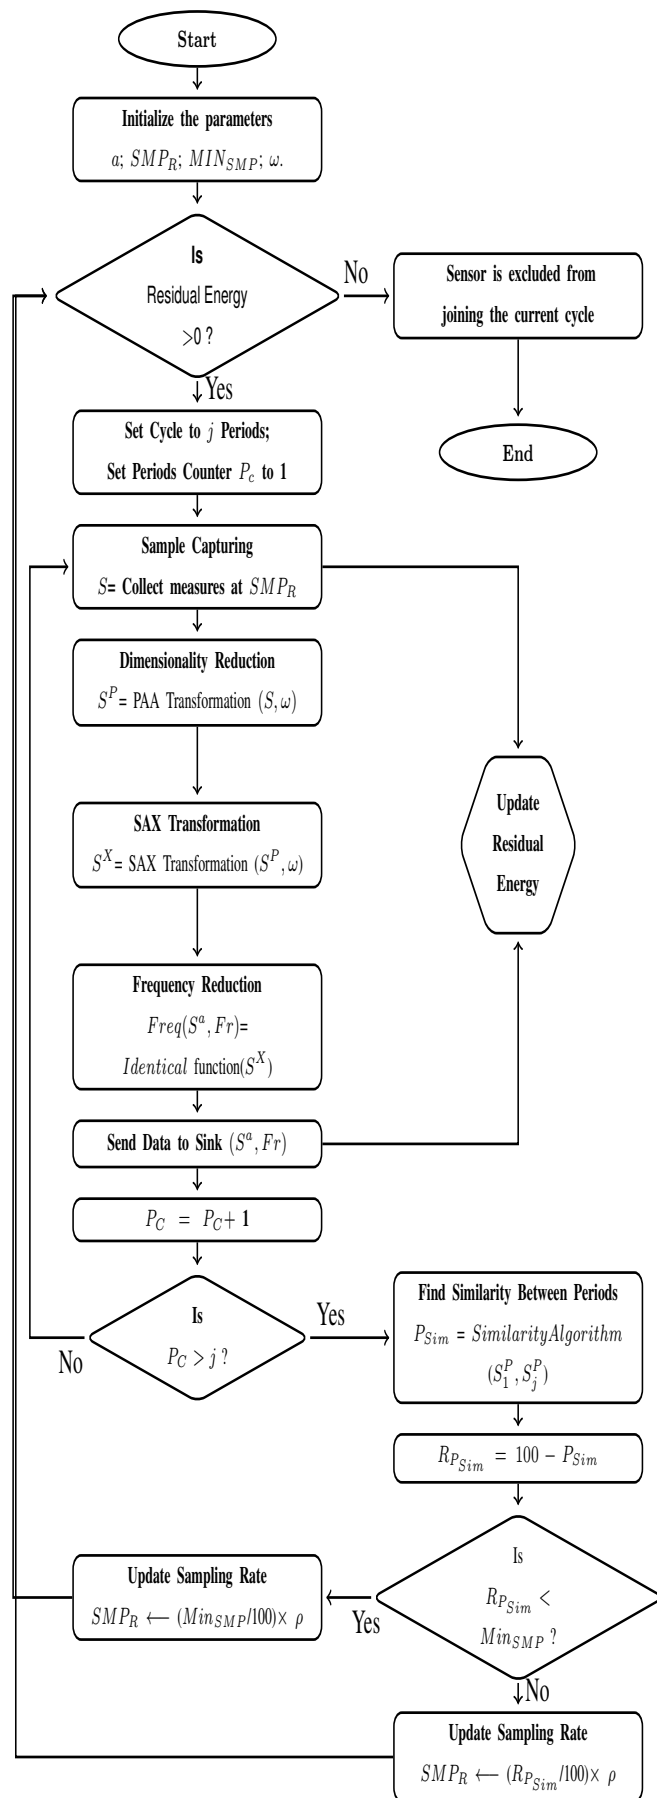 Start
Initialize the parameters
a; SMP_R; MIN_SMP; ω.
Is
Residual Energy
>0 ?
No
Sensor is excluded from
joining the current cycle
End
Yes
Set Cycle to j Periods;
Set Periods Counter P_c to 1
Sample Capturing
S= Collect measures at SMP_R
Dimensionality Reduction
S^P= PAA Transformation (S, ω)
SAX Transformation
S^X= SAX Transformation (S^P, ω)
Update
Residual
Energy
Frequency Reduction
Freq(S^a, Fr)=
Identical function(S^X)
Send Data to Sink (S^a, Fr)
P_C = P_C+ 1
Is
P_C > j ?
No
Yes
Find Similarity Between Periods
P_Sim = SimilarityAlgorithm
(S_1^P, S_j^P)
R_P_Sim = 100 − P_Sim
Is
R_P_Sim <
Min_SMP ?
Yes
Update Sampling Rate
SMP_R ⟵ (Min_SMP/100)× ρ
No
Update Sampling Rate
SMP_R ⟵ (R_P_Sim/100)× ρ